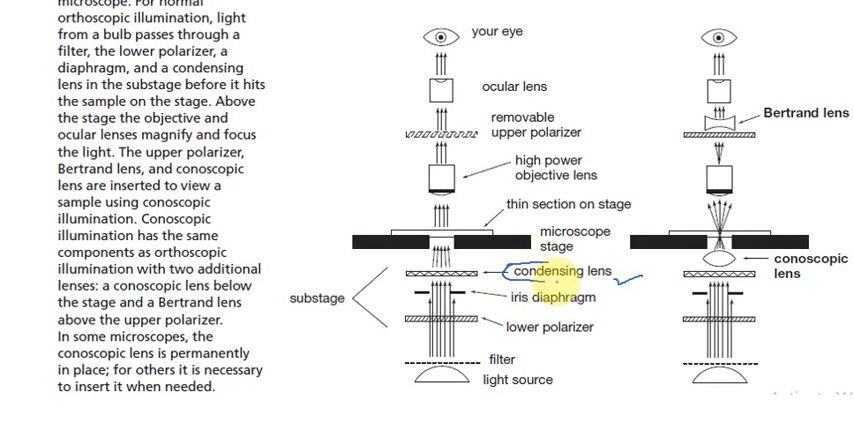 microscope. For normal
orthoscopic illumination, light
from a bulb passes through a
filter, the lower polarizer, a
diaphragm, and a condensing
lens in the substage before it hits
the sample on the stage. Above
the stage the objective and
ocular lenses magnify and focus
the light. The upper polarizer,
Bertrand lens, and conoscopic
lens are inserted to view a
sample using conoscopic
illumination. Conoscopic
illumination has the same
components as orthoscopic
illumination with two additional
lenses: a conoscopic lens below
the stage and a Bertrand lens
above the upper polarizer.
In some microscopes, the
conoscopic lens is permanently
in place; for others it is necessary
to insert it when needed.
your eye
ocular lens
removable
upper polarizer
high power
objective lens
thin section on stage
microscope
stage
condensing lens
iris diaphragm
substage
lower polarizer
filter
light source
Bertrand lens
conoscopic
lens